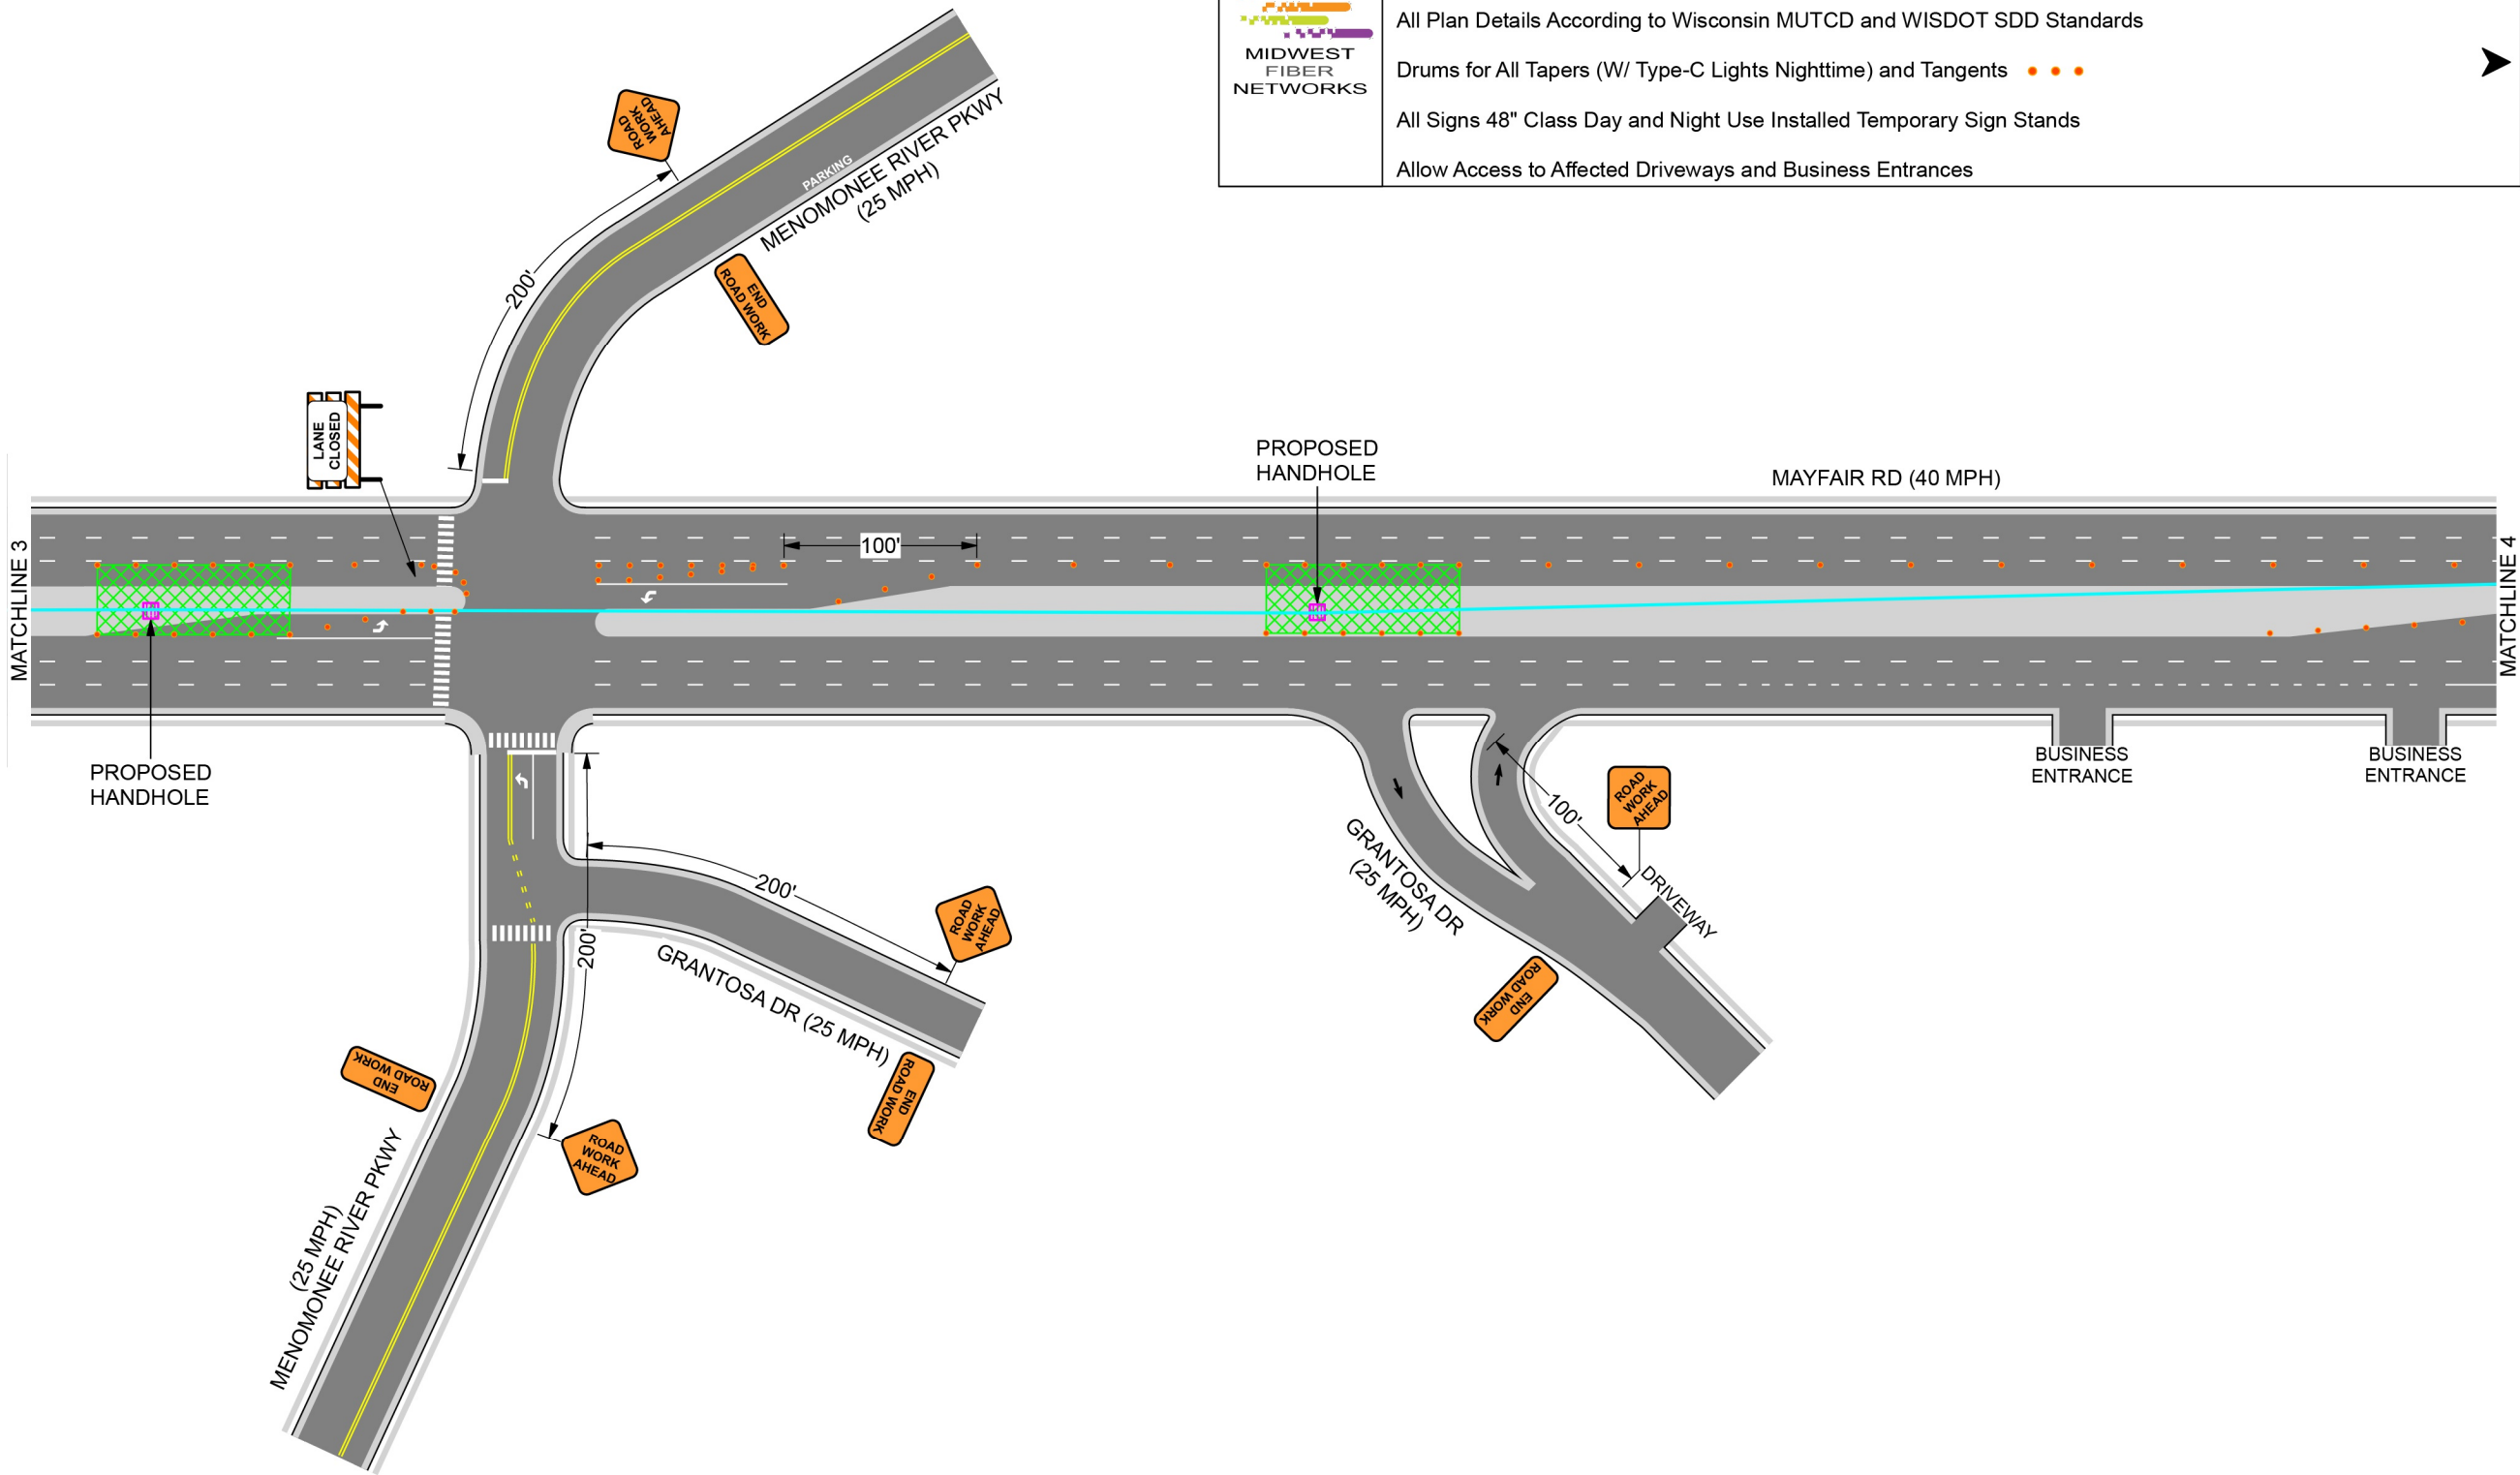 MIDWEST
FIBER
NETWORKS
All Plan Details According to Wisconsin MUTCD and WISDOT SDD Standards
Drums for All Tapers (W/ Type-C Lights Nighttime) and Tangents
All Signs 48" Class Day and Night Use Installed Temporary Sign Stands
Allow Access to Affected Driveways and Business Entrances
ROAD
WORK
AHEAD
PARKING
MENOMONEE RIVER PKWY
(25 MPH)
200'
END
ROAD WORK
LANE
CLOSED
PROPOSED
HANDHOLE
MAYFAIR RD (40 MPH)
MATCHLINE 3
100'
MATCHLINE 4
PROPOSED
HANDHOLE
BUSINESS
ENTRANCE
BUSINESS
ENTRANCE
ROAD
WORK
AHEAD
100'
DRIVEWAY
GRANTOSA DR
(25 MPH)
END
ROAD WORK
200'
ROAD
WORK
AHEAD
200'
GRANTOSA DR (25 MPH)
END
ROAD WORK
END
ROAD WORK
ROAD
WORK
AHEAD
(25 MPH)
MENOMONEE RIVER PKWY